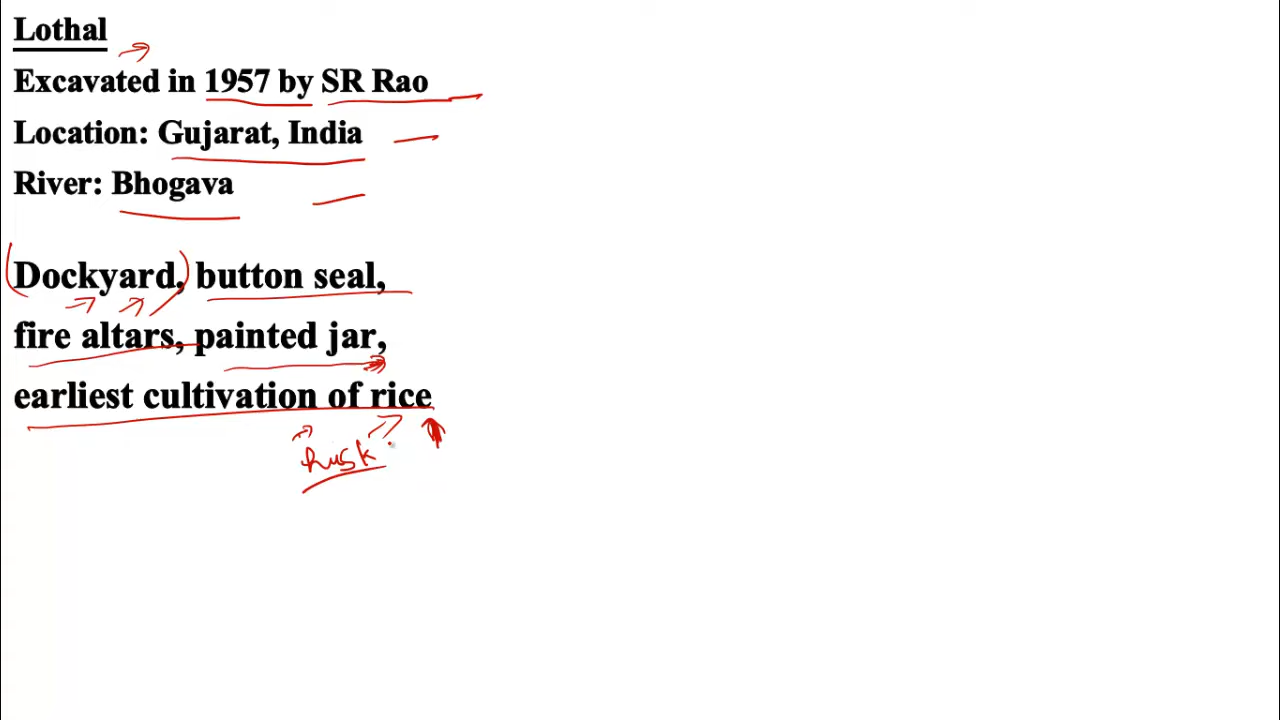 Lothal
Excavated in 1957 by SR Rao
Location: Gujarat, India
River: Bhogava
Dockyard, button seal,
fire altars, painted jar,
earliest cultivation of rice
husk